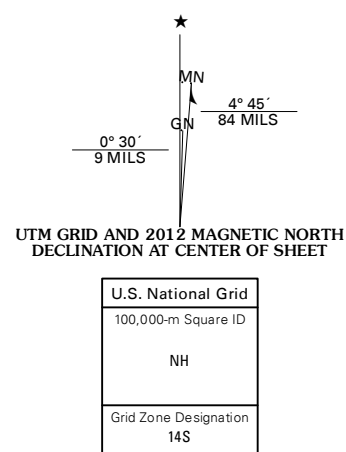 ★
MN
4° 45´
84 MILS
GN
0° 30´
9 MILS
UTM GRID AND 2012 MAGNETIC NORTH
DECLINATION AT CENTER OF SHEET
U.S. National Grid
100,000-m Square ID
NH
Grid Zone Designation
14S